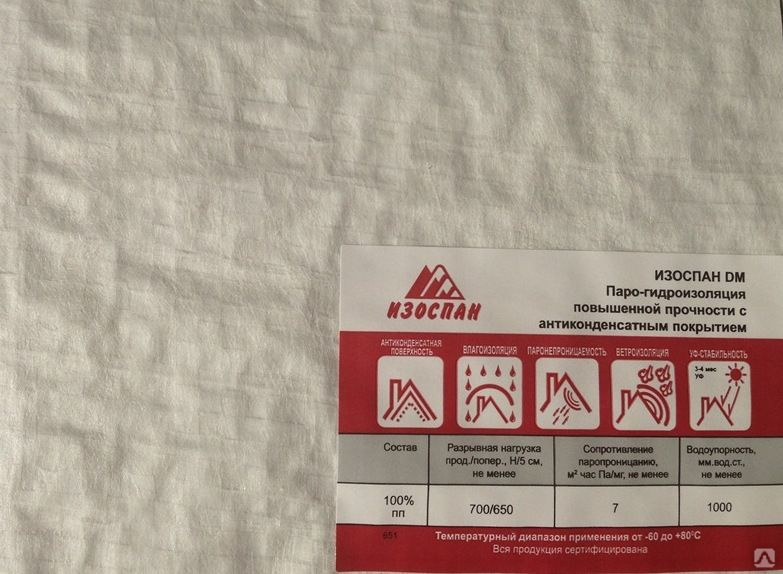 ИЗОСПАН
ИЗОСПАН DM
Паро-гидроизоляция
повышенной прочности с
антиконденсатным покрытием
АНТИКОНДЕНСАТНАЯ
ПОВЕРХНОСТЬ
ВЛАГОИЗОЛЯЦИЯ
ПАРОНЕПРОНИЦАЕМОСТЬ
ВЕТРОИЗОЛЯЦИЯ
УФ-СТАБИЛЬНОСТЬ
3-4 мес
УФ
Состав
Разрывная нагрузка
прод./попер., Н/5 см,
не менее
Сопротивление
паропроницанию,
м² час Па/мг, не менее
Водоупорность,
мм.вод.ст.,
не менее
100%
пп
700/650
7
1000
651
Температурный диапазон применения от -60 до +80°С
Вся продукция сертифицирована